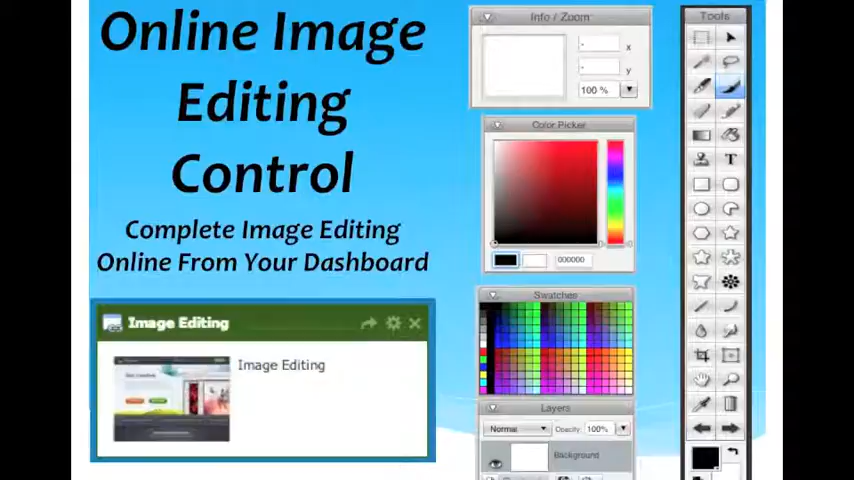 Online Image
Editing
Control
Complete Image Editing
Online From Your Dashboard
Image Editing
Image Editing
Info / Zoom
x
y
100 %
Color Picker
000000
Swatches
Layers
Normal
Opacity: 100%
Background
Tools
T